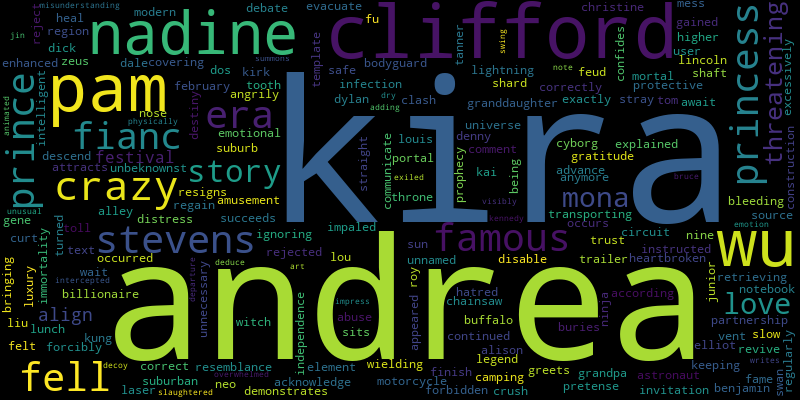 misunderstanding
heal
modern
debate
evacuate
christine
mess
reject
region
nadine
clifford
fu
gained
princess
threatening
dick
enhanced
zeus
dale
covering
template
bodyguard
tanner
swing
confides
higher
user
lincoln
jin
intelligent
pam
dos
kirk
safe
lightning
feud
mortal
shaft
february
tooth
infection
shard
protective
excessively
animated
prince
nose
destiny
angrily
era
dylan
clash
granddaughter
exactly
correctly
stray
tom
await
dry
adding
note
physically
fianc
emotional
kira
louis
denny
universe
cyborg
explained
construction
descend
festival
suburb
straight
communicate
portal
comment
gratitude
attracts
unbeknownst
story
prophecy
kai
being
advance
anymore
bleeding
crazy
resigns
amusement
exiled
throne
visibly
mona
bruce
transporting
source
unusual
gene
immortality
alley
regain
distress
succeeds
impaled
kennedy
occurs
emotion
curt
turned
toll
stevens
ignoring
sun
famous
trust
circuit
nine
wu
text
occurred
rejected
lou
unnamed
disable
trailer
instructed
heartbroken
wait
intercepted
departure
deduce
art
andrea
roy
hatred
according
junior
retrieving
bringing
luxury
billionaire
unnecessary
impress
appeared
chainsaw
ninja
notebook
love
liu
align
witch
independence
abuse
buffalo
buries
partnership
lunch
kung
sits
continued
vent
slow
felt
forcibly
alison
elliot
revive
regularly
fell
decoy
correct
resemblance
element
wielding
finish
legend
greets
grandpa
astronaut
keeping
swan
fame
suburban
neo
overwhelmed
summons
acknowledge
motorcycle
camping
pretense
writes
laser
slaughtered
demonstrates
forbidden
crush
invitation
benjamin